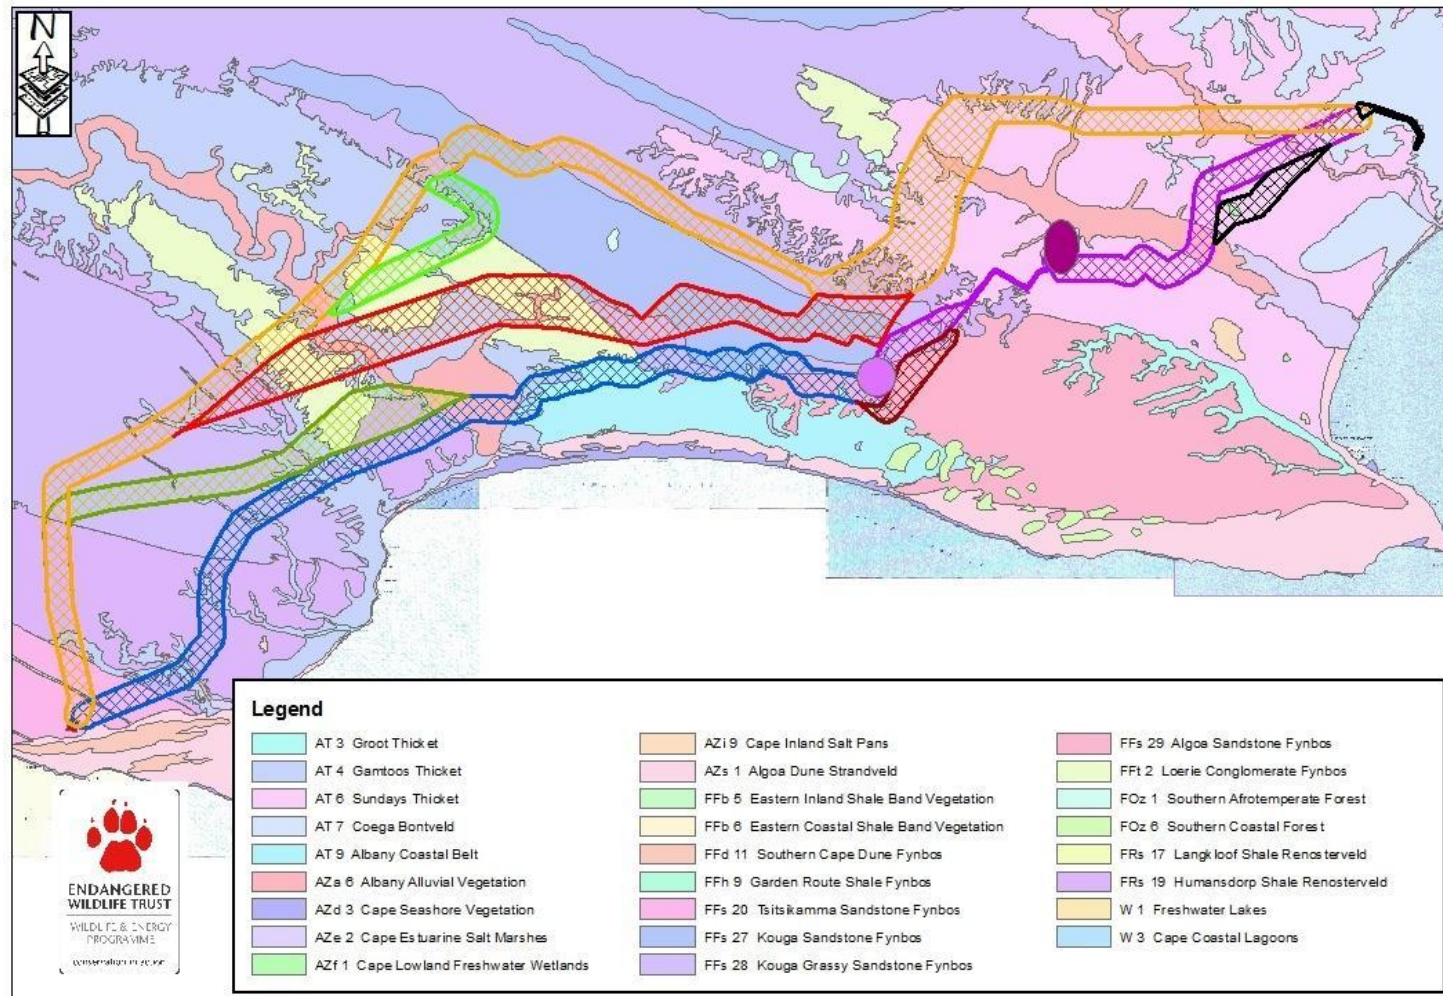 N
Legend
AT 3 Groot Thicket
AT 4 Gamtoos Thicket
AT 6 Sundays Thicket
AT 7 Coega Bontveld
AT 9 Albany Coastal Belt
AZa 6 Albany Alluvial Vegetation
AZd 3 Cape Seashore Vegetation
AZe 2 Cape Estuarine Salt Marshes
AZf 1 Cape Lowland Freshwater Wetlands
AZi 9 Cape Inland Salt Pans
AZs 1 Algoa Dune Strandveld
FFb 5 Eastern Inland Shale Band Vegetation
FFb 6 Eastern Coastal Shale Band Vegetation
FFd 11 Southern Cape Dune Fynbos
FFh 9 Garden Route Shale Fynbos
FFs 20 Tsitsikamma Sandstone Fynbos
FFs 27 Kouga Sandstone Fynbos
FFs 28 Kouga Grassy Sandstone Fynbos
FFs 29 Algoa Sandstone Fynbos
FFt 2 Loerie Conglomerate Fynbos
FOz 1 Southern Afrotemperate Forest
FOz 6 Southern Coastal Forest
FRs 17 Langkloof Shale Renosterveld
FRs 19 Humansdorp Shale Renosterveld
W 1 Freshwater Lakes
W 3 Cape Coastal Lagoons
ENDANGERED
WILDLIFE TRUST
WILDLIFE & ENERGY
PROGRAMME
conservation in action